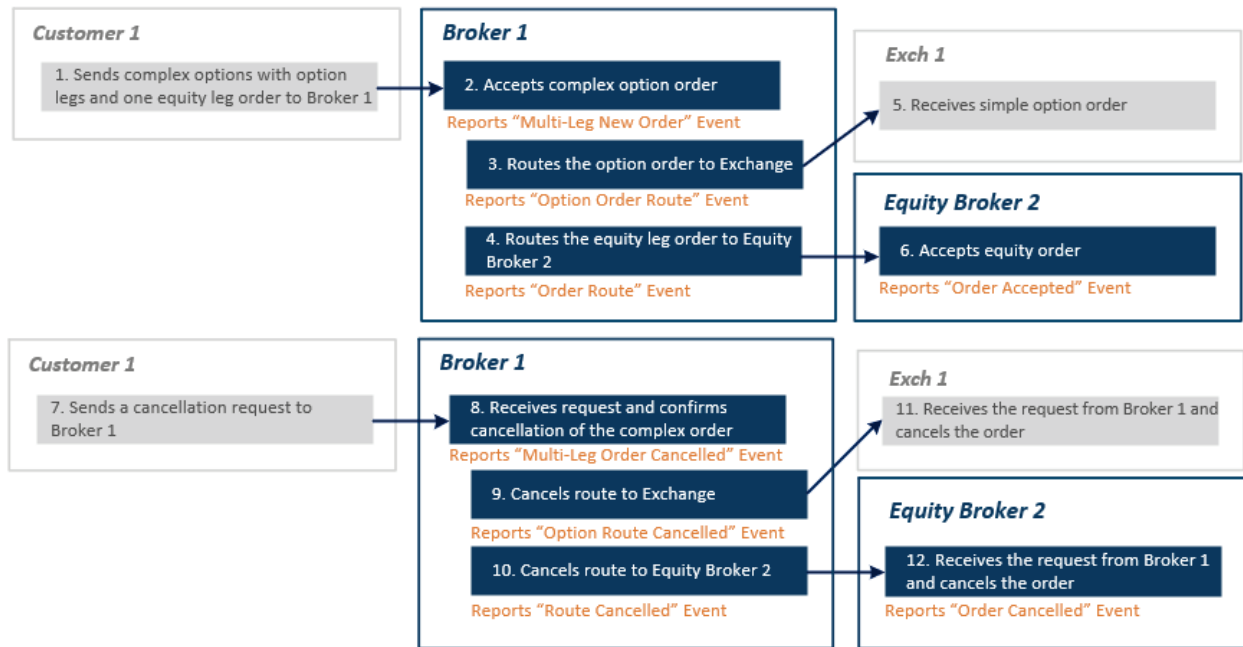 Customer 1
1. Sends complex options with option
legs and one equity leg order to Broker 1
Broker 1
2. Accepts complex option order
Reports “Multi-Leg New Order” Event
3. Routes the option order to Exchange
Reports “Option Order Route” Event
4. Routes the equity leg order to Equity
Broker 2
Reports “Order Route” Event
Exch 1
5. Receives simple option order
Equity Broker 2
6. Accepts equity order
Reports “Order Accepted” Event
Customer 1
7. Sends a cancellation request to
Broker 1
Broker 1
8. Receives request and confirms
cancellation of the complex order
Reports “Multi-Leg Order Cancelled” Event
9. Cancels route to Exchange
Reports “Option Route Cancelled” Event
10. Cancels route to Equity Broker 2
Reports “Route Cancelled” Event
Exch 1
11. Receives the request from Broker 1 and
cancels the order
Equity Broker 2
12. Receives the request from Broker 1
and cancels the order
Reports “Order Cancelled” Event